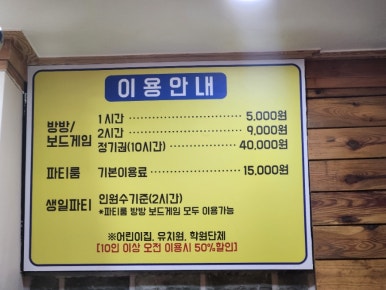 이용안내
방방/보드게임 1시간 5,000원
2시간 9,000원
정기권(10시간) 40,000원
파티룸 기본이용료 15,000원
생일파티 인원수기준(2시간)
*파티룸 방방 보드게임 모두 이용가능
※어린이집, 유치원, 학원단체
[10인 이상 오전 이용시 50%할인]